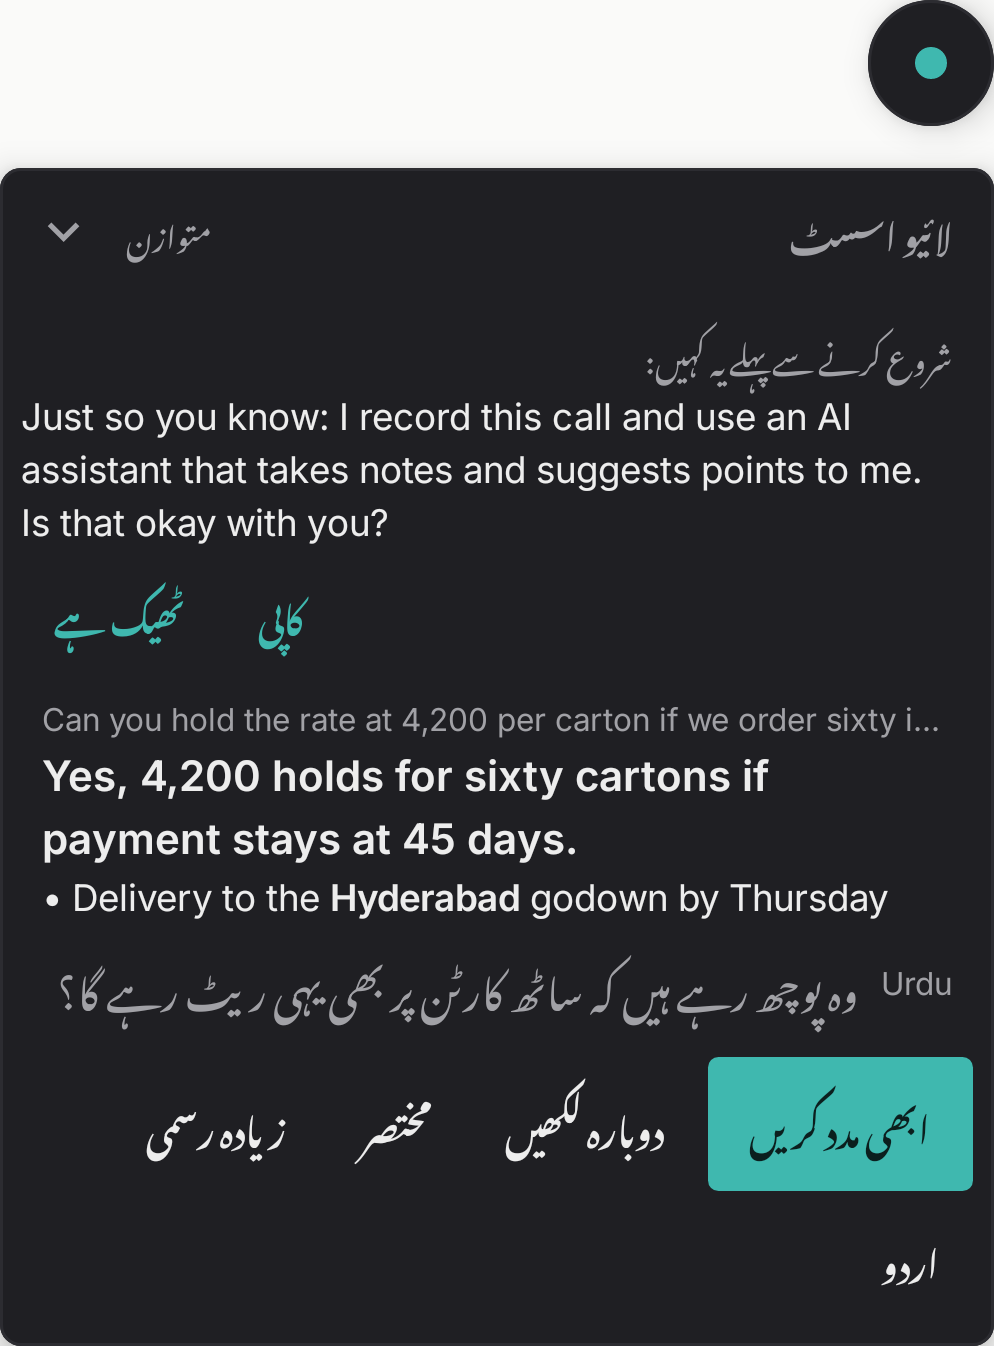 لائیو اسسٹ
متوازن
شروع کرنے سے پہلے یہ کہیں:
Just so you know: I record this call and use an AI
assistant that takes notes and suggests points to me.
Is that okay with you?
کاپی
ٹھیک ہے
Can you hold the rate at 4,200 per carton if we order sixty i...
Yes, 4,200 holds for sixty cartons if
payment stays at 45 days.
• Delivery to the Hyderabad godown by Thursday
Urdu
وہ پوچھ رہے ہیں کہ ساٹھ کارٹن پر بھی یہی ریٹ رہے گا؟
ابھی مدد کریں
دوبارہ لکھیں
مختصر
زیادہ رسمی
اردو